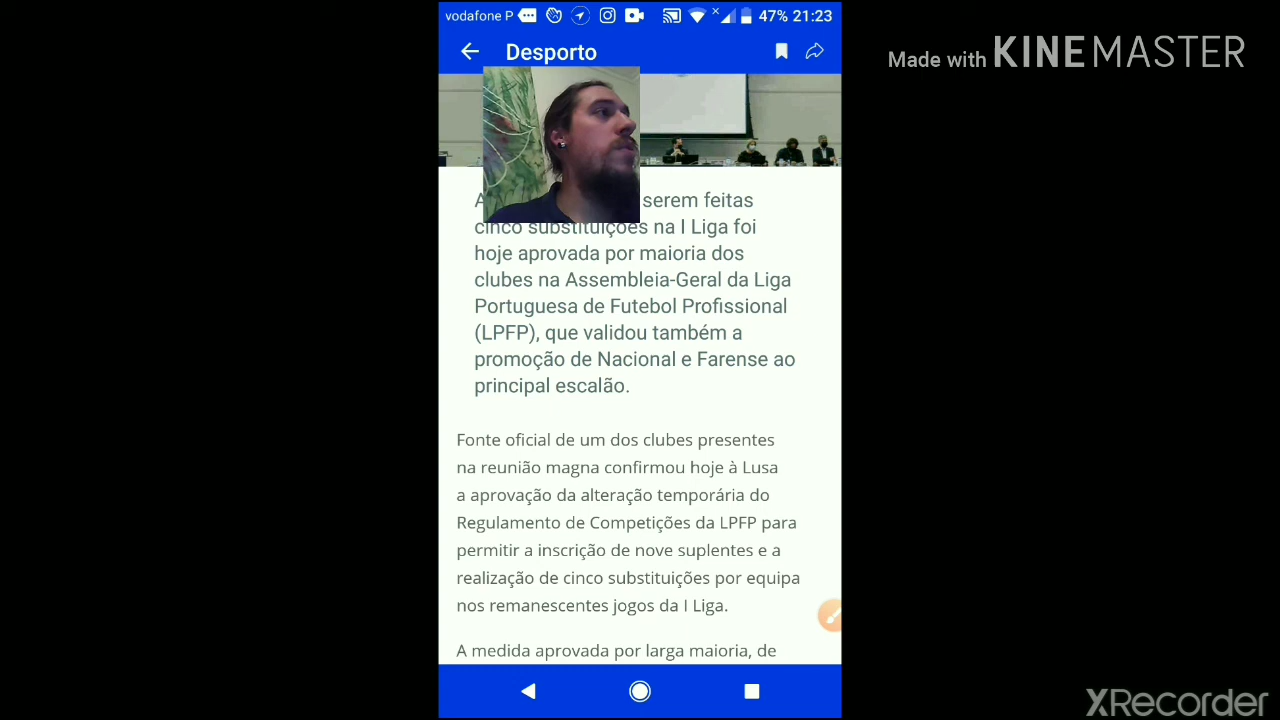 vodafone P
47% 21:23
Made with KINEMASTER
Desporto
serem feitas
cinco substituições na I Liga foi
hoje aprovada por maioria dos
clubes na Assembleia-Geral da Liga
Portuguesa de Futebol Profissional
(LPFP), que validou também a
promoção de Nacional e Farense ao
principal escalão.
Fonte oficial de um dos clubes presentes
na reunião magna confirmou hoje à Lusa
a aprovação da alteração temporária do
Regulamento de Competições da LPFP para
permitir a inscrição de nove suplentes e a
realização de cinco substituições por equipa
nos remanescentes jogos da I Liga.
A medida aprovada por larga maioria, de
XRecorder